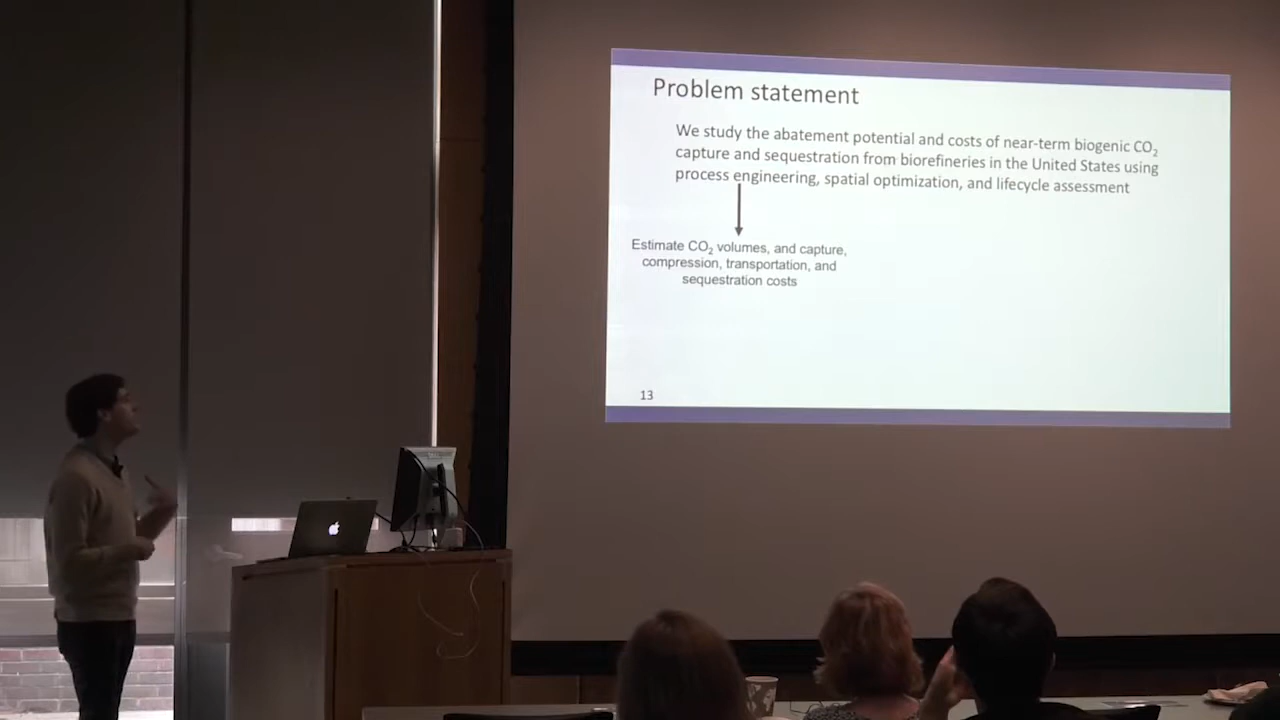 Problem statement
We study the abatement potential and costs of near-term biogenic CO₂
capture and sequestration from biorefineries in the United States using
process engineering, spatial optimization, and lifecycle assessment
Estimate CO₂ volumes, and capture,
compression, transportation, and
sequestration costs
13